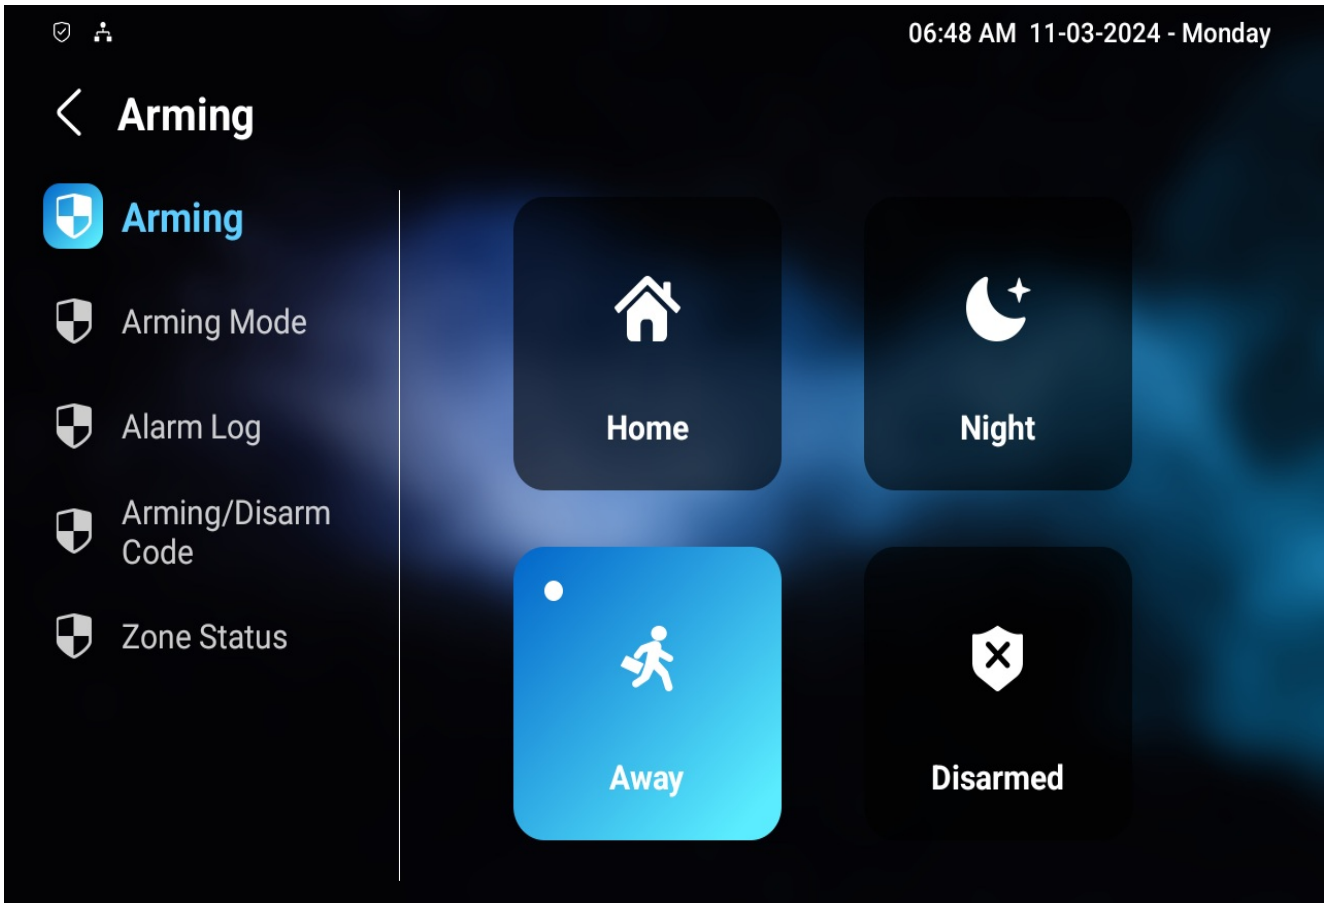 06:48 AM 11-03-2024 - Monday
Arming
Arming
Arming Mode
Alarm Log
Arming/Disarm
Code
Zone Status
Home
Night
Away
Disarmed